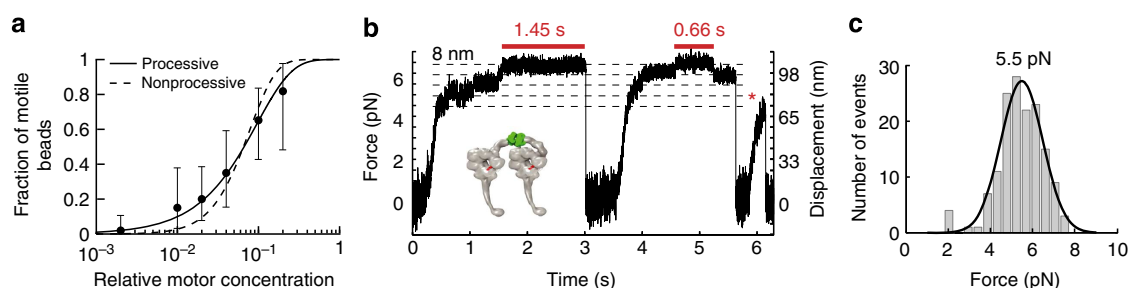 a
Fraction of motile
beads
1
0.8
0.6
0.4
0.2
0
Processive
Nonprocessive
10⁻³
10⁻²
10⁻¹
1
Relative motor concentration
b
1.45 s
0.66 s
8 nm
Force (pN)
6
4
2
0
*
98
65
33
0
Displacement (nm)
0
1
2
3
4
5
6
Time (s)
c
5.5 pN
Number of events
30
20
10
0
0
2
4
6
8
10
Force (pN)